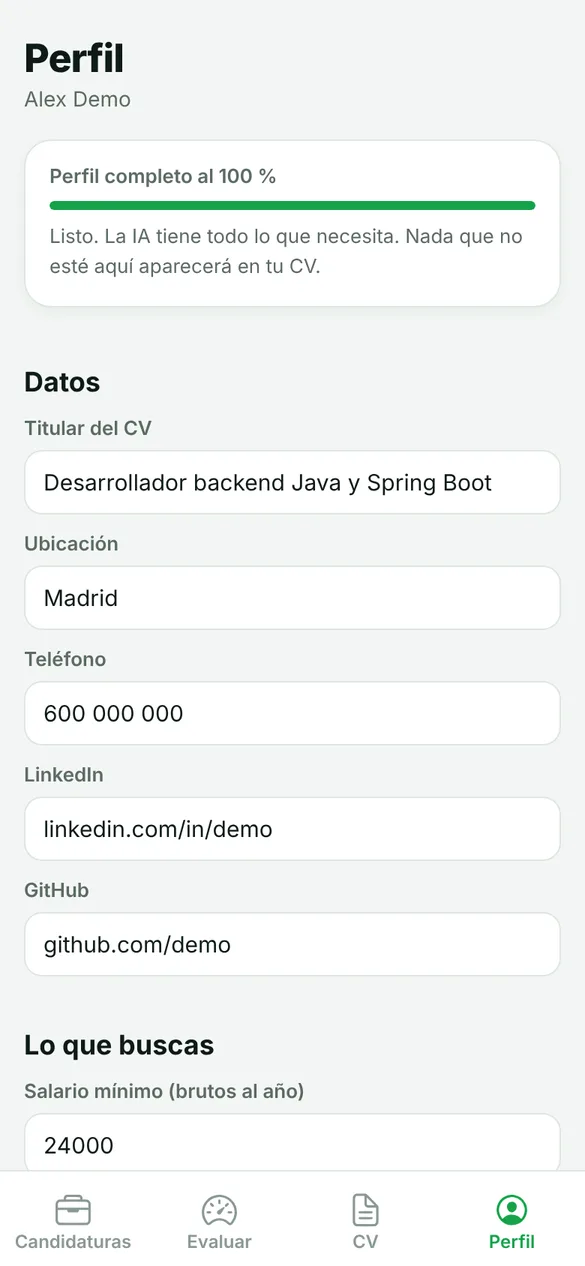 Perfil
Alex Demo
Perfil completo al 100 %
Listo. La IA tiene todo lo que necesita. Nada que no
esté aquí aparecerá en tu CV.
Datos
Titular del CV
Desarrollador backend Java y Spring Boot
Ubicación
Madrid
Teléfono
600 000 000
LinkedIn
linkedin.com/in/demo
GitHub
github.com/demo
Lo que buscas
Salario mínimo (brutos al año)
24000
Candidaturas
Evaluar
CV
Perfil